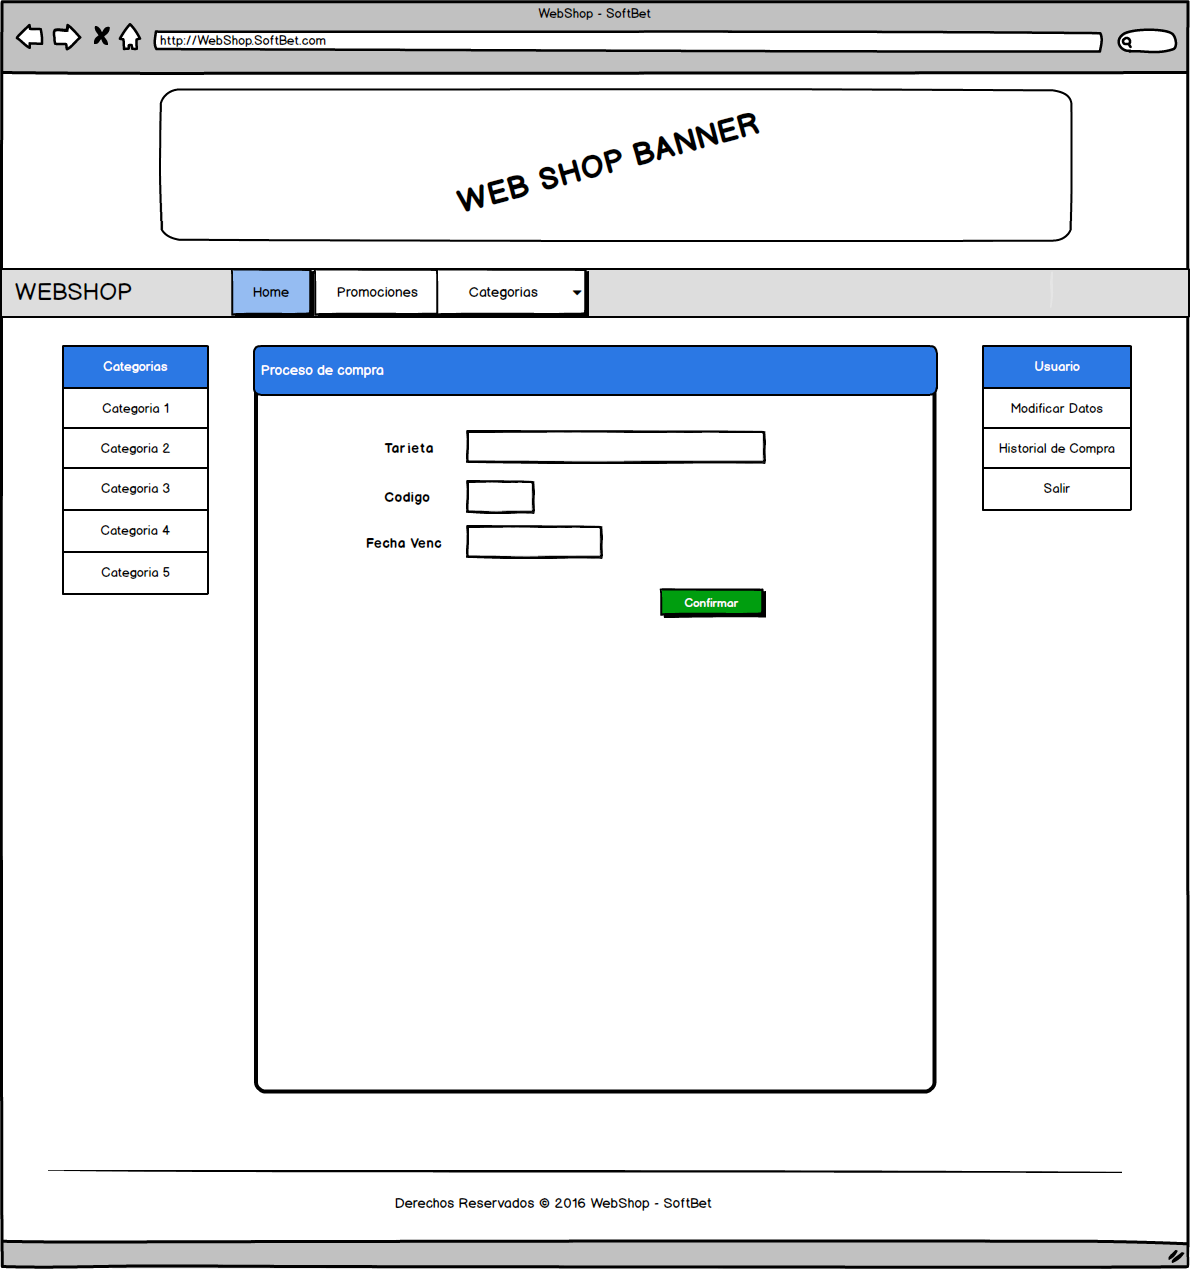 WebShop - SoftBet
http://WebShop.SoftBet.com
WEB SHOP BANNER
WEBSHOP
Home
Promociones
Categorias
Categorias
Categoria 1
Categoria 2
Categoria 3
Categoria 4
Categoria 5
Proceso de compra
Tarjeta
Codigo
Fecha Venc
Confirmar
Usuario
Modificar Datos
Historial de Compra
Salir
Derechos Reservados © 2016 WebShop - SoftBet